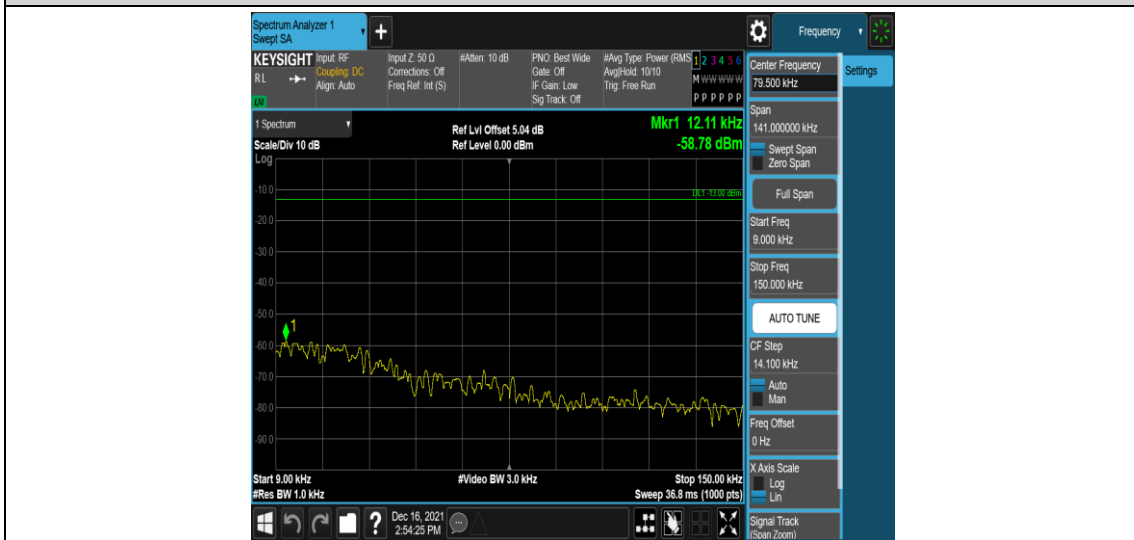 Spectrum Analyzer 1
Swept SA
Frequency
KEYSIGHT
RL
LXI
Input: RF
Coupling: DC
Align: Auto
Input Z: 50 Ω
Corrections: Off
Freq Ref: Int (S)
#Atten: 10 dB
PNO: Best Wide
Gate: Off
IF Gain: Low
Sig Track: Off
#Avg Type: Power (RMS
Avg|Hold: 10/10
Trig: Free Run
1 2 3 4 5 6
M W W W W W
P P P P P P
1 Spectrum
Scale/Div 10 dB
Log
Ref Lvl Offset 5.04 dB
Ref Level 0.00 dBm
Mkr1 12.11 kHz
-58.78 dBm
DL1 -13.00 dBm
-10.0
-20.0
-30.0
-40.0
-50.0
-60.0
-70.0
-80.0
-90.0
1
Start 9.00 kHz
#Res BW 1.0 kHz
#Video BW 3.0 kHz
Stop 150.00 kHz
Sweep 36.8 ms (1000 pts)
Dec 16, 2021
2:54:25 PM
Center Frequency
79.500 kHz
Settings
Span
141.000000 kHz
Swept Span
Zero Span
Full Span
Start Freq
9.000 kHz
Stop Freq
150.000 kHz
AUTO TUNE
CF Step
14.100 kHz
Auto
Man
Freq Offset
0 Hz
X Axis Scale
Log
Lin
Signal Track
(Span Zoom)